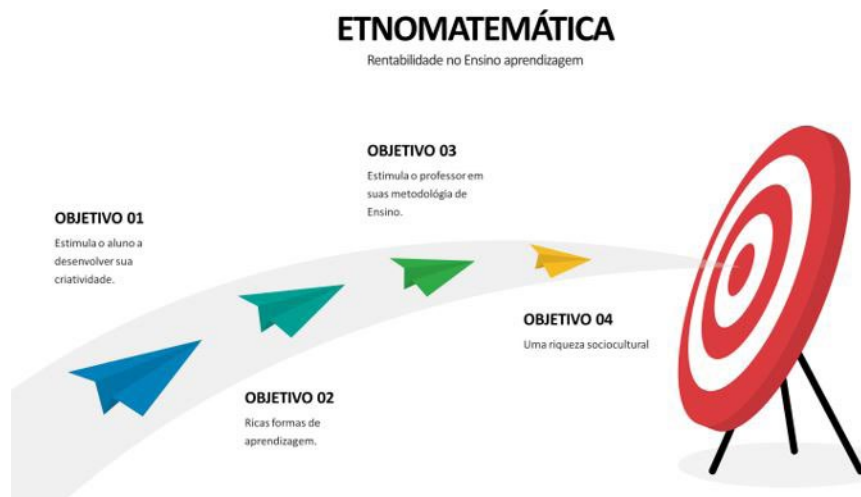 ETNOMATEMÁTICA
Rentabilidade no Ensino aprendizagem
OBJETIVO 01
Estimula o aluno a
desenvolver sua
criatividade.
OBJETIVO 02
Ricas formas de
aprendizagem.
OBJETIVO 03
Estimula o professor em
suas metodológia de
Ensino.
OBJETIVO 04
Uma riqueza sociocultural